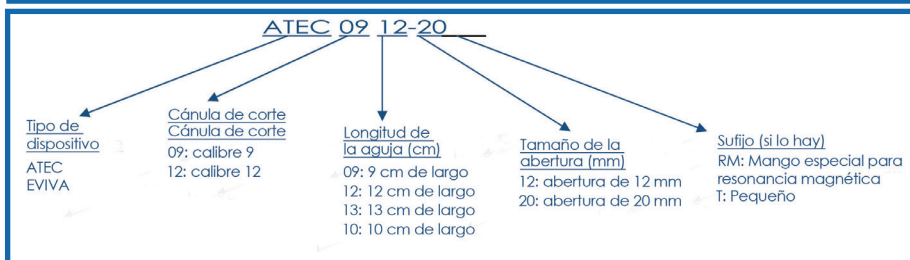 ATEC 09 12-20
Tipo de
dispositivo
ATEC
EVIVA
Cánula de corte
Cánula de corte
09: calibre 9
12: calibre 12
Longitud de
la aguja (cm)
09: 9 cm de largo
12: 12 cm de largo
13: 13 cm de largo
10: 10 cm de largo
Tamaño de la
abertura (mm)
12: abertura de 12 mm
20: abertura de 20 mm
Sufijo (si lo hay)
RM: Mango especial para
resonancia magnética
T: Pequeño